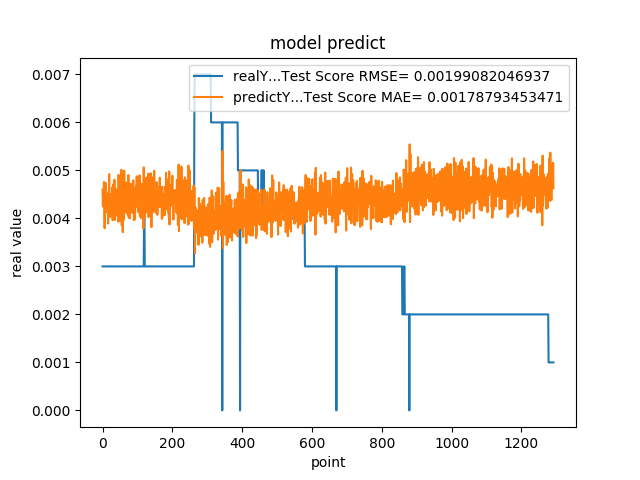 model predict
realY...Test Score RMSE= 0.00199082046937
predictY...Test Score MAE= 0.00178793453471
0.007
0.006
0.005
0.004
0.003
0.002
0.001
0.000
real value
0 200 400 600 800 1000 1200
point